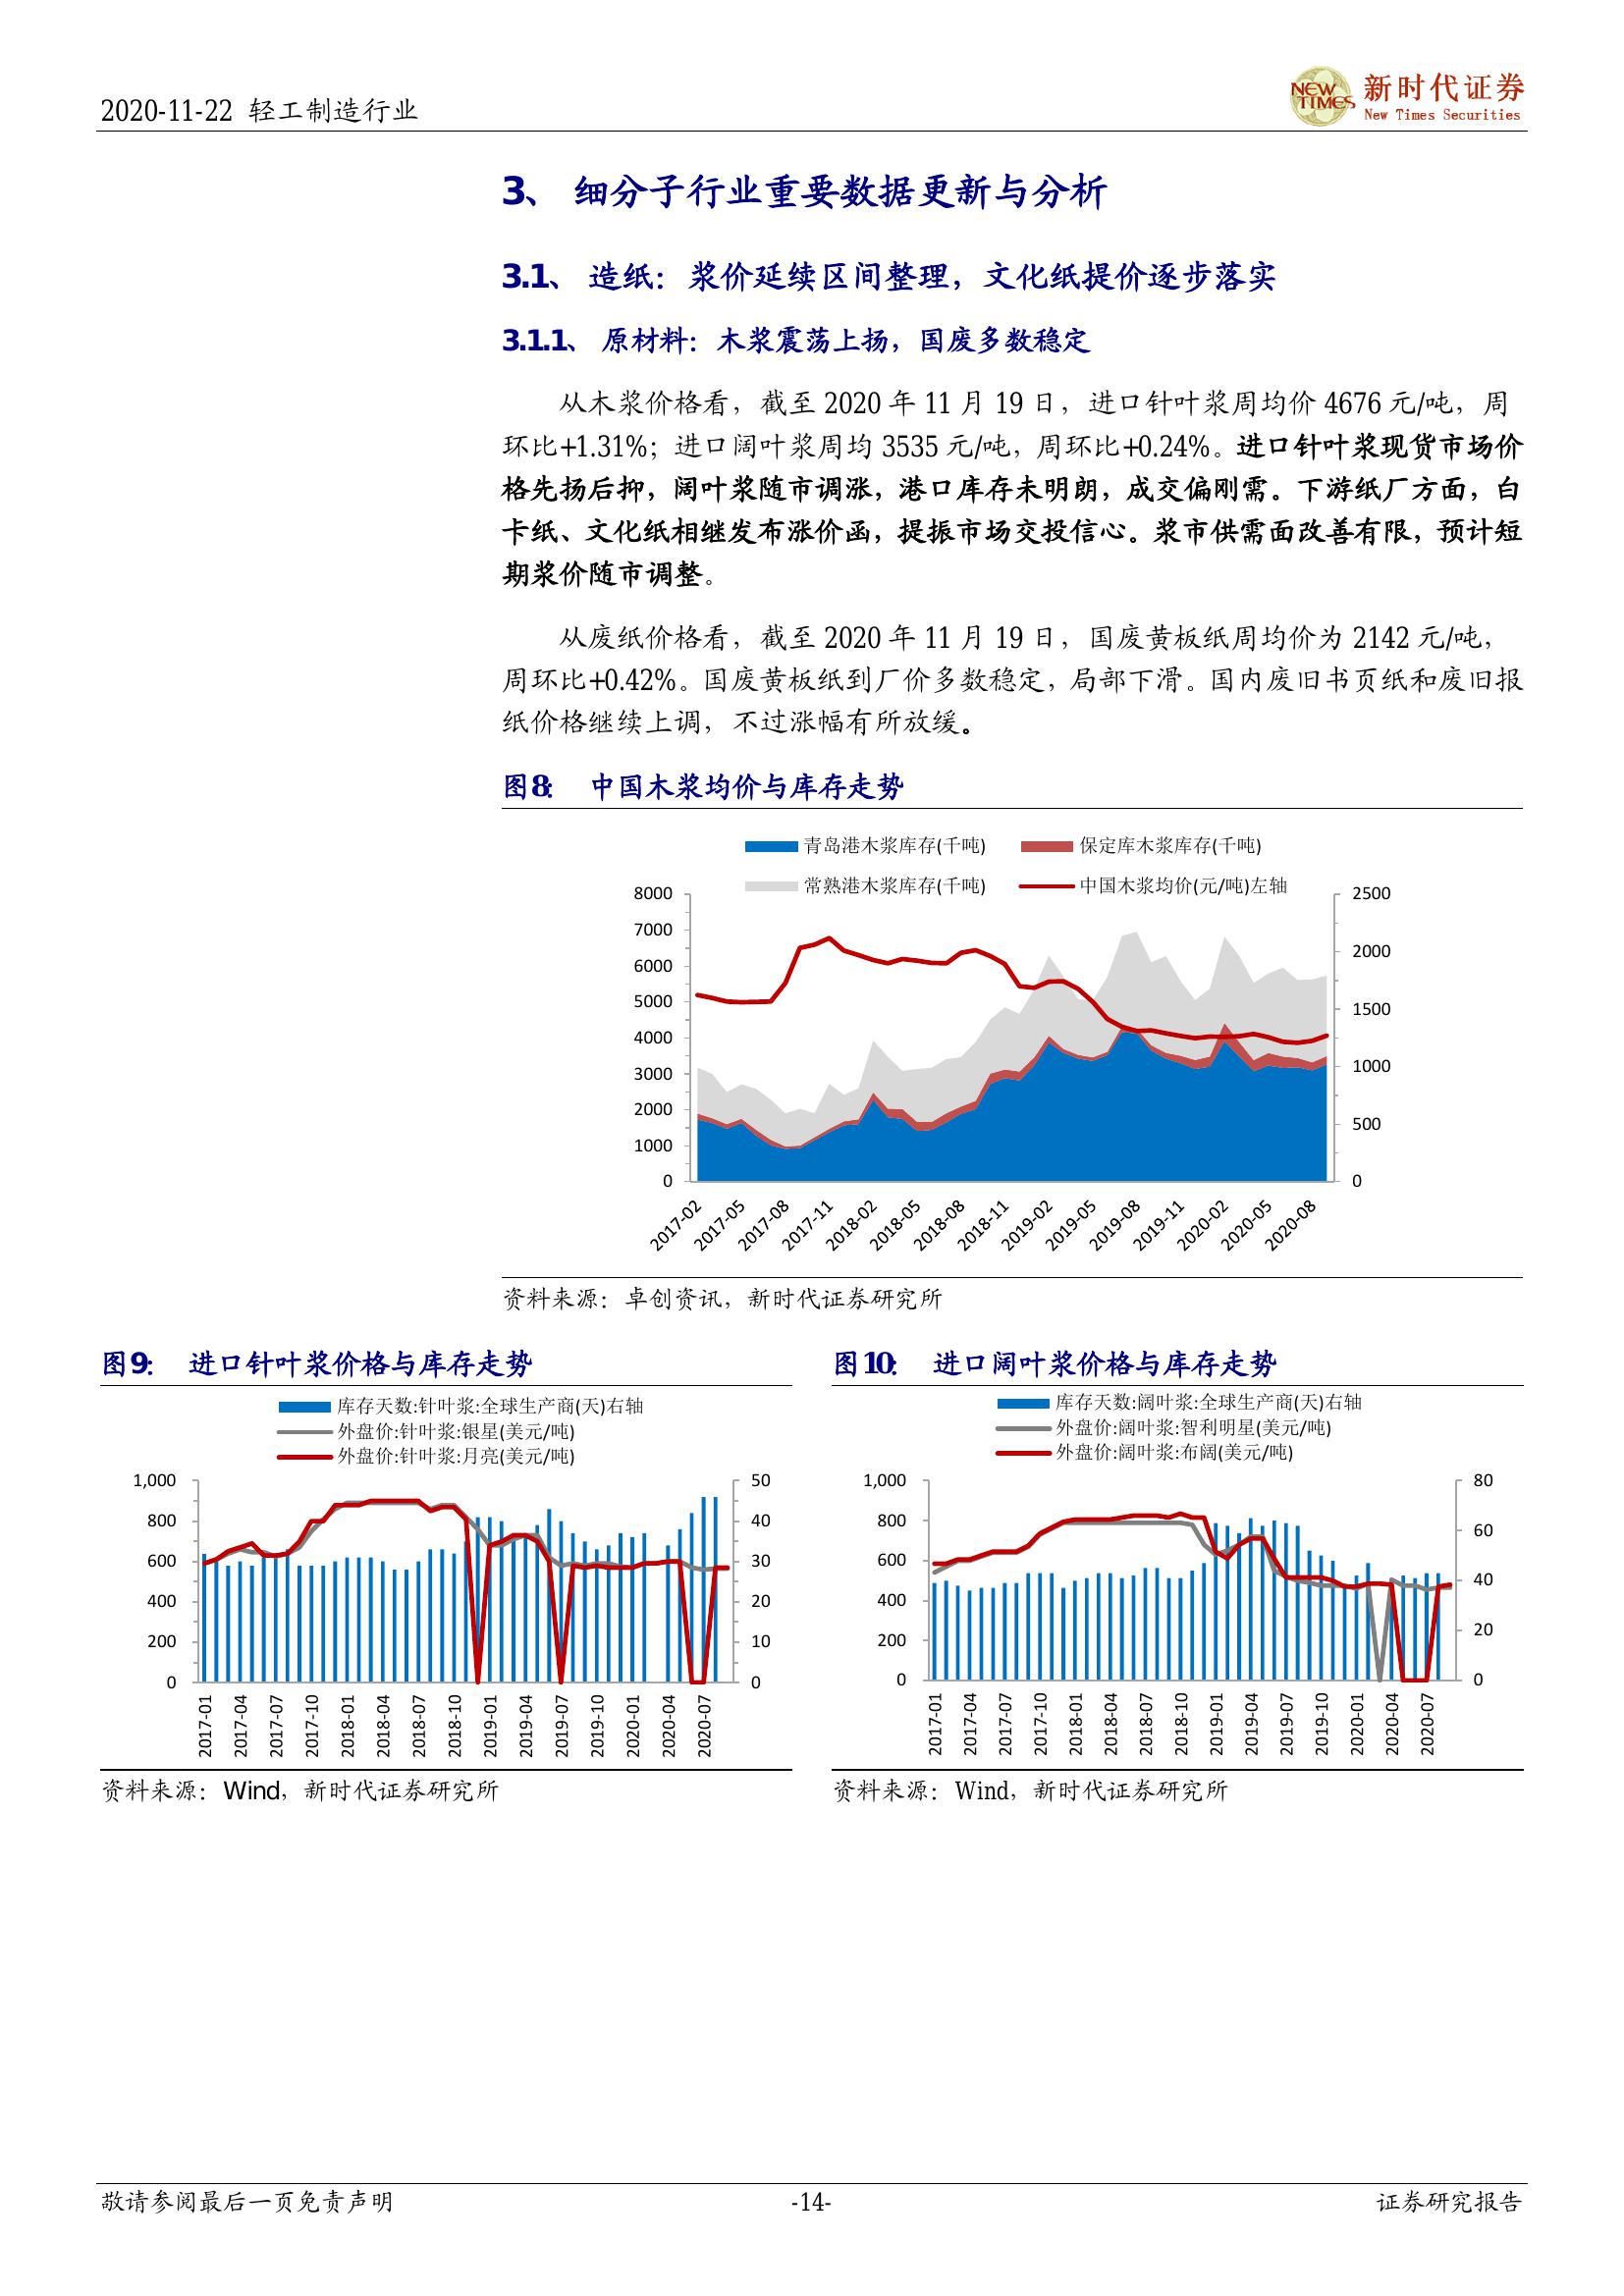 2020-11-22 轻工制造行业
NEW TIMES
新时代证券
New Times Securities
3、 细分子行业重要数据更新与分析
3.1、 造纸：浆价延续区间整理，文化纸提价逐步落实
3.1.1、 原材料：木浆震荡上扬，国废多数稳定
从木浆价格看，截至 2020 年 11 月 19 日，进口针叶浆周均价 4676 元/吨，周
环比+1.31%；进口阔叶浆周均 3535 元/吨，周环比+0.24%。进口针叶浆现货市场价
格先扬后抑，阔叶浆随市调涨，港口库存未明朗，成交偏刚需。下游纸厂方面，白
卡纸、文化纸相继发布涨价函，提振市场交投信心。浆市供需面改善有限，预计短
期浆价随市调整。
从废纸价格看，截至 2020 年 11 月 19 日，国废黄板纸周均价为 2142 元/吨，
周环比+0.42%。国废黄板纸到厂价多数稳定，局部下滑。国内废旧书页纸和废旧报
纸价格继续上调，不过涨幅有所放缓。
图8： 中国木浆均价与库存走势
青岛港木浆库存(千吨) 保定库木浆库存(千吨)
常熟港木浆库存(千吨) 中国木浆均价(元/吨)左轴
8000
7000
6000
5000
4000
3000
2000
1000
0
2500
2000
1500
1000
500
0
2017-02 2017-05 2017-08 2017-11 2018-02 2018-05 2018-08 2018-11 2019-02 2019-05 2019-08 2019-11 2020-02 2020-05 2020-08
资料来源：卓创资讯，新时代证券研究所
图9： 进口针叶浆价格与库存走势
库存天数:针叶浆:全球生产商(天)右轴
外盘价:针叶浆:银星(美元/吨)
外盘价:针叶浆:月亮(美元/吨)
1,000
800
600
400
200
0
50
40
30
20
10
0
2017-01 2017-04 2017-07 2017-10 2018-01 2018-04 2018-07 2018-10 2019-01 2019-04 2019-07 2019-10 2020-01 2020-04 2020-07
资料来源：Wind，新时代证券研究所
图10： 进口阔叶浆价格与库存走势
库存天数:阔叶浆:全球生产商(天)右轴
外盘价:阔叶浆:智利明星(美元/吨)
外盘价:阔叶浆:布阔(美元/吨)
1,000
800
600
400
200
0
80
60
40
20
0
2017-01 2017-04 2017-07 2017-10 2018-01 2018-04 2018-07 2018-10 2019-01 2019-04 2019-07 2019-10 2020-01 2020-04 2020-07
资料来源：Wind，新时代证券研究所
敬请参阅最后一页免责声明 -14- 证券研究报告